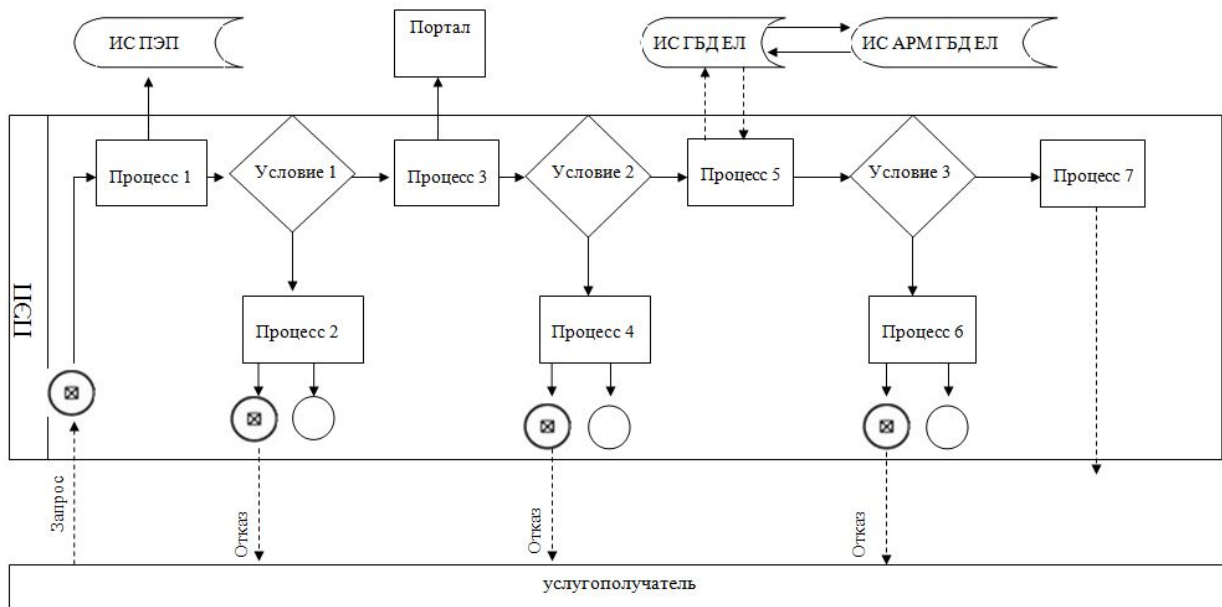 ИС ПЭП
Портал
ИС ГБД ЕЛ
ИС АРМ ГБД ЕЛ
Процесс 1
Условие 1
Процесс 3
Условие 2
Процесс 5
Условие 3
Процесс 7
ПЭП
Процесс 2
Процесс 4
Процесс 6
Запрос
Отказ
Отказ
Отказ
услугополучатель